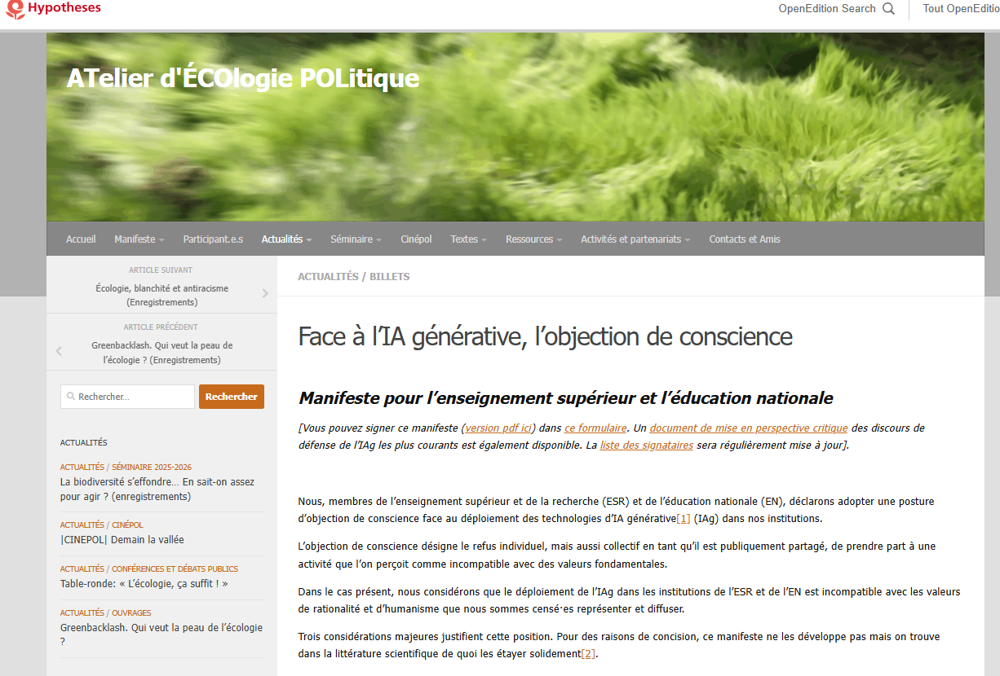 Hypotheses
OpenEdition Search
Tout OpenEditio
ATelier d'ÉCOlogie POLitique
Accueil
Manifeste
Participant.e.s
Actualités
Séminaire
Cinépol
Textes
Ressources
Activités et partenariats
Contacts et Amis
ARTICLE SUIVANT
Écologie, blanchité et antiracisme
(Enregistrements)
ARTICLE PRÉCÉDENT
Greenbacklash. Qui veut la peau de
l’écologie ? (Enregistrements)
Rechercher...
Rechercher
ACTUALITÉS
ACTUALITÉS / SÉMINAIRE 2025-2026
La biodiversité s’effondre… En sait-on assez
pour agir ? (enregistrements)
ACTUALITÉS / CINÉPOL
|CINEPOL| Demain la vallée
ACTUALITÉS / CONFÉRENCES ET DÉBATS PUBLICS
Table-ronde: « L’écologie, ça suffit ! »
ACTUALITÉS / OUVRAGES
Greenbacklash. Qui veut la peau de l’écologie
?
ACTUALITÉS / BILLETS
Face à l’IA générative, l’objection de conscience
Manifeste pour l’enseignement supérieur et l’éducation nationale
[Vous pouvez signer ce manifeste (version pdf ici) dans ce formulaire. Un document de mise en perspective critique des discours de
défense de l’IAg les plus courants est également disponible. La liste des signataires sera régulièrement mise à jour].
Nous, membres de l’enseignement supérieur et de la recherche (ESR) et de l’éducation nationale (EN), déclarons adopter une posture
d’objection de conscience face au déploiement des technologies d’IA générative[1] (IAg) dans nos institutions.
L’objection de conscience désigne le refus individuel, mais aussi collectif en tant qu’il est publiquement partagé, de prendre part à une
activité que l’on perçoit comme incompatible avec des valeurs fondamentales.
Dans le cas présent, nous considérons que le déploiement de l’IAg dans les institutions de l’ESR et de l’EN est incompatible avec les valeurs
de rationalité et d’humanisme que nous sommes censé·es représenter et diffuser.
Trois considérations majeures justifient cette position. Pour des raisons de concision, ce manifeste ne les développe pas mais on trouve
dans la littérature scientifique de quoi les étayer solidement[2].